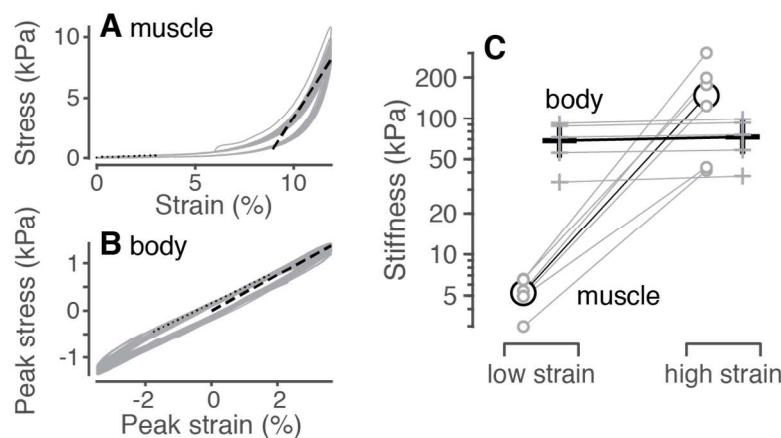 A muscle
Stress (kPa)
10
5
0
0 5 10
Strain (%)
B body
Peak stress (kPa)
1
0
-1
-2 0 2
Peak strain (%)
C
Stiffness (kPa)
200
100
50
20
10
5
body
muscle
low strain high strain